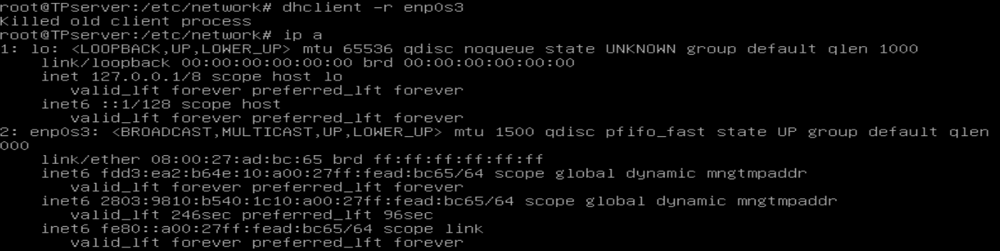 root@TPserver:/etc/network# dhclient -r enp0s3
Killed old client process
root@TPserver:/etc/network# ip a
1: lo: <LOOPBACK,UP,LOWER_UP> mtu 65536 qdisc noqueue state UNKNOWN group default qlen 1000
    link/loopback 00:00:00:00:00:00 brd 00:00:00:00:00:00
    inet 127.0.0.1/8 scope host lo
       valid_lft forever preferred_lft forever
    inet6 ::1/128 scope host
       valid_lft forever preferred_lft forever
2: enp0s3: <BROADCAST,MULTICAST,UP,LOWER_UP> mtu 1500 qdisc pfifo_fast state UP group default qlen
000
    link/ether 08:00:27:ad:bc:65 brd ff:ff:ff:ff:ff:ff
    inet6 fdd3:ea2:b64e:10:a00:27ff:fead:bc65/64 scope global dynamic mngtmpaddr
       valid_lft forever preferred_lft forever
    inet6 2803:9810:b540:1c10:a00:27ff:fead:bc65/64 scope global dynamic mngtmpaddr
       valid_lft 246sec preferred_lft 96sec
    inet6 fe80::a00:27ff:fead:bc65/64 scope link
       valid_lft forever preferred_lft forever